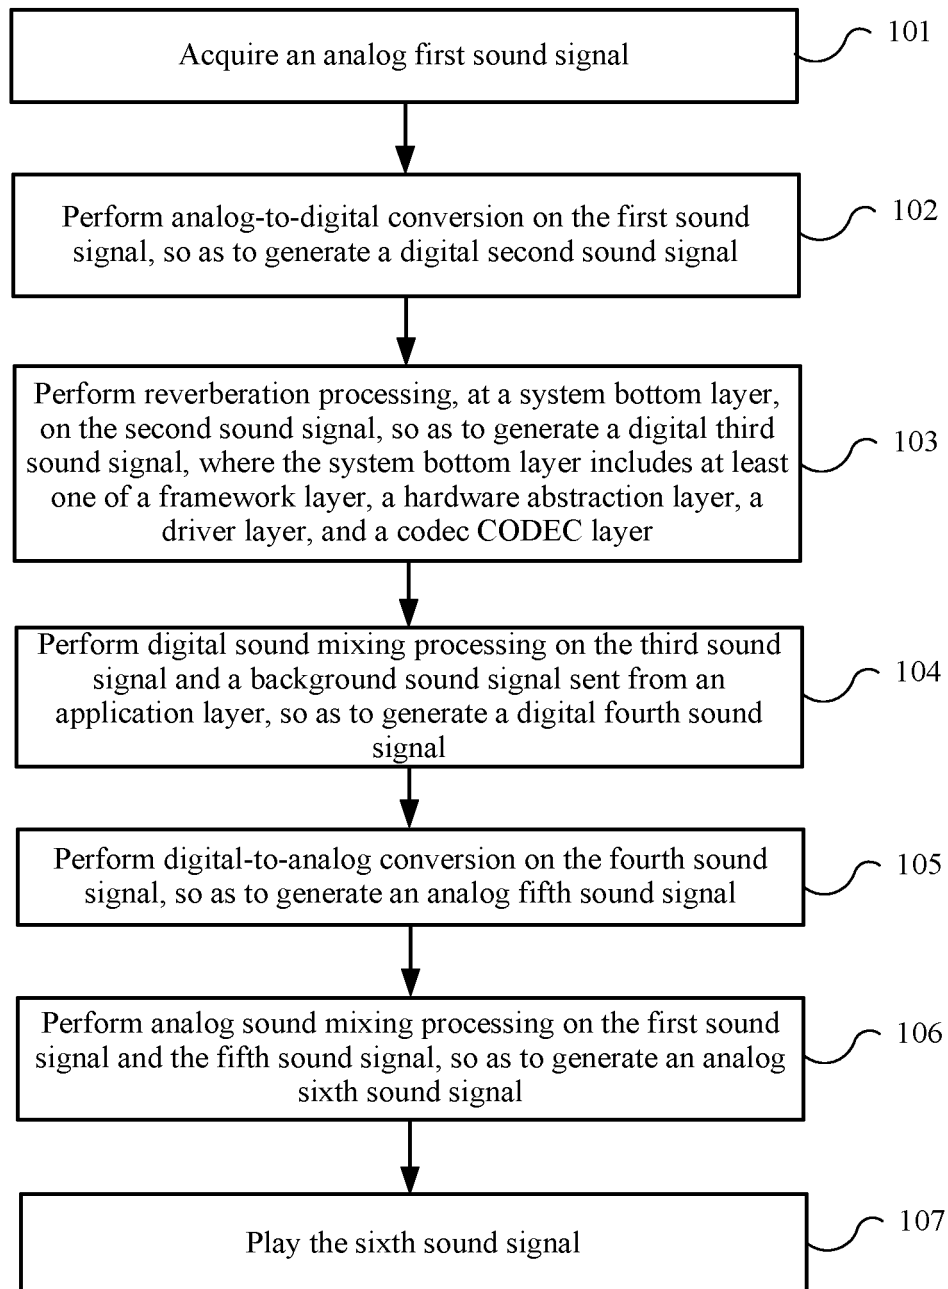 Acquire an analog first sound signal
101
Perform analog-to-digital conversion on the first sound
signal, so as to generate a digital second sound signal
102
Perform reverberation processing, at a system bottom layer,
on the second sound signal, so as to generate a digital third
sound signal, where the system bottom layer includes at least
one of a framework layer, a hardware abstraction layer, a
driver layer, and a codec CODEC layer
103
Perform digital sound mixing processing on the third sound
signal and a background sound signal sent from an
application layer, so as to generate a digital fourth sound
signal
104
Perform digital-to-analog conversion on the fourth sound
signal, so as to generate an analog fifth sound signal
105
Perform analog sound mixing processing on the first sound
signal and the fifth sound signal, so as to generate an analog
sixth sound signal
106
Play the sixth sound signal
107